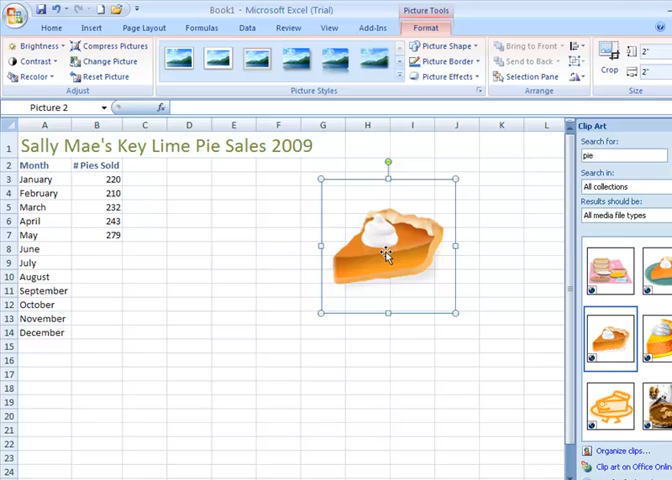 Book1 - Microsoft Excel (Trial)
Picture Tools
Home Insert Page Layout Formulas Data Review View Add-Ins Format
Brightness Compress Pictures Picture Shape Bring to Front 2"
Contrast Change Picture Picture Border Send to Back
Recolor Reset Picture Picture Effects Selection Pane Crop 2"
Adjust Picture Styles Arrange Size
Picture 2 fx
A B C D E F G H I J K L
Clip Art
1 Sally Mae's Key Lime Pie Sales 2009
Search for:
pie
2 Month # Pies Sold
Search in:
3 January 220
All collections
4 February 210
Results should be:
5 March 232
All media file types
6 April 243
7 May 279
8 June
9 July
10 August
11 September
12 October
13 November
14 December
15
16
17
18
19
20
21
22
23
24
Organize clips...
Clip art on Office Onlin